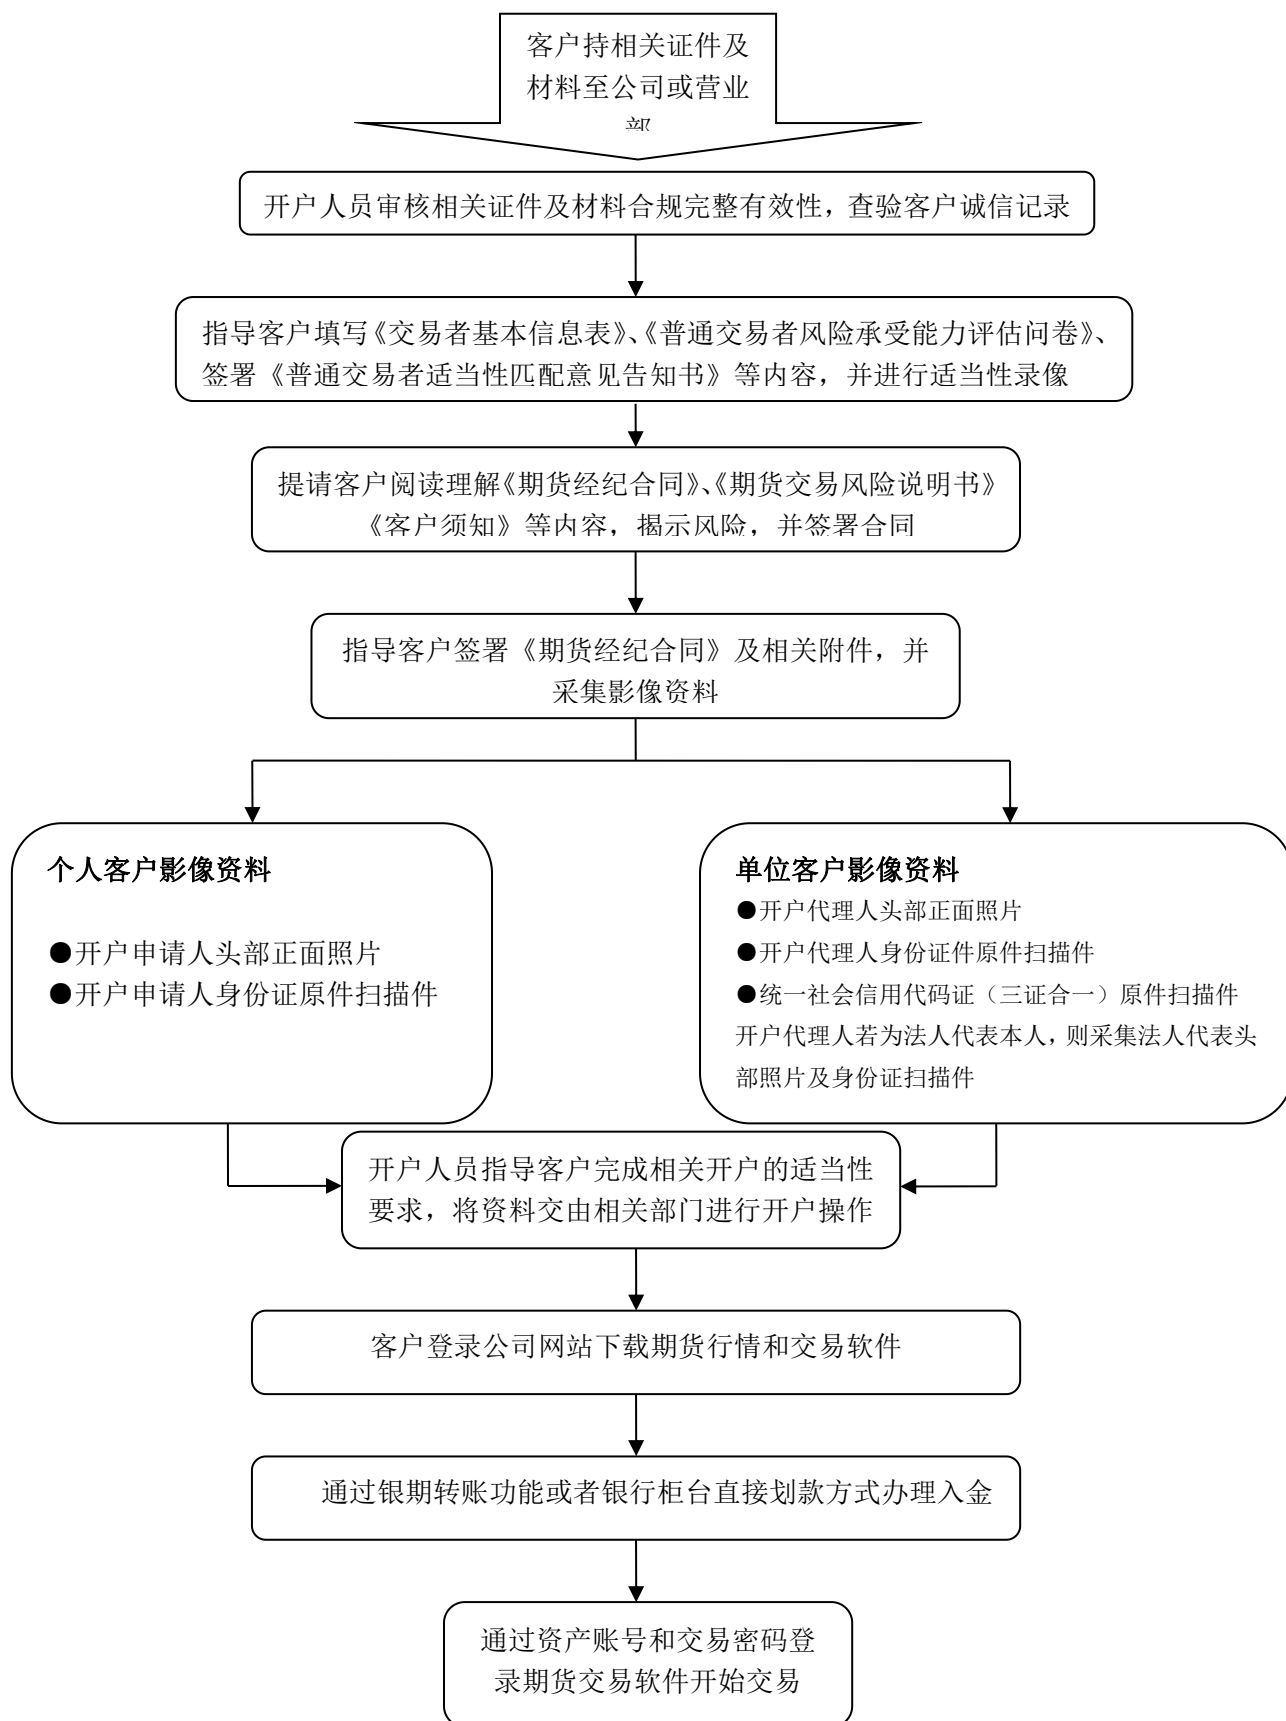 客户持相关证件及
材料至公司或营业
部
开户人员审核相关证件及材料合规完整有效性，查验客户诚信记录
指导客户填写《交易者基本信息表》、《普通交易者风险承受能力评估问卷》、
签署《普通交易者适当性匹配意见告知书》等内容，并进行适当性录像
提请客户阅读理解《期货经纪合同》、《期货交易风险说明书》
《客户须知》等内容，揭示风险，并签署合同
指导客户签署《期货经纪合同》及相关附件，并
采集影像资料
个人客户影像资料
●开户申请人头部正面照片
●开户申请人身份证原件扫描件
单位客户影像资料
●开户代理人头部正面照片
●开户代理人身份证件原件扫描件
●统一社会信用代码证（三证合一）原件扫描件
开户代理人若为法人代表本人，则采集法人代表头
部照片及身份证扫描件
开户人员指导客户完成相关开户的适当性
要求，将资料交由相关部门进行开户操作
客户登录公司网站下载期货行情和交易软件
通过银期转账功能或者银行柜台直接划款方式办理入金
通过资产账号和交易密码登
录期货交易软件开始交易